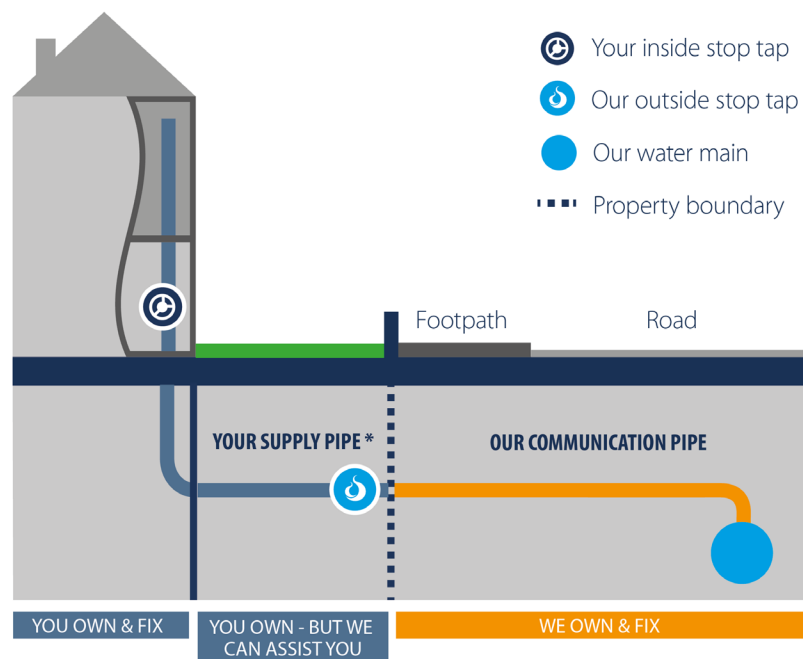 Your inside stop tap
Our outside stop tap
Our water main
Property boundary
Footpath
Road
YOUR SUPPLY PIPE *
OUR COMMUNICATION PIPE
YOU OWN & FIX
YOU OWN - BUT WE
CAN ASSIST YOU
WE OWN & FIX